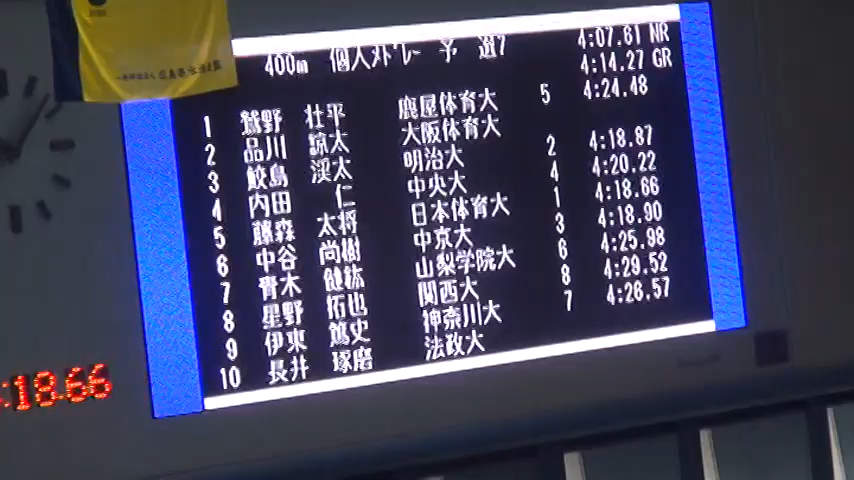 400m 個人メドレー 予 選7 4:07.61 NR
4:14.27 GR
1 鷲野 壮平 鹿屋体育大 5 4:24.48
2 品川 諒太 大阪体育大
3 鮫島 渓太 明治大 2 4:18.87
4 内田 仁 中央大 4 4:20.22
5 藤森 太将 日本体育大 1 4:18.66
6 中谷 尚樹 中京大 3 4:18.90
7 青木 健紘 山梨学院大 6 4:25.98
8 星野 拓也 関西大 8 4:29.52
9 伊東 篤史 神奈川大 7 4:26.57
10 長井 琢磨 法政大
:18.66